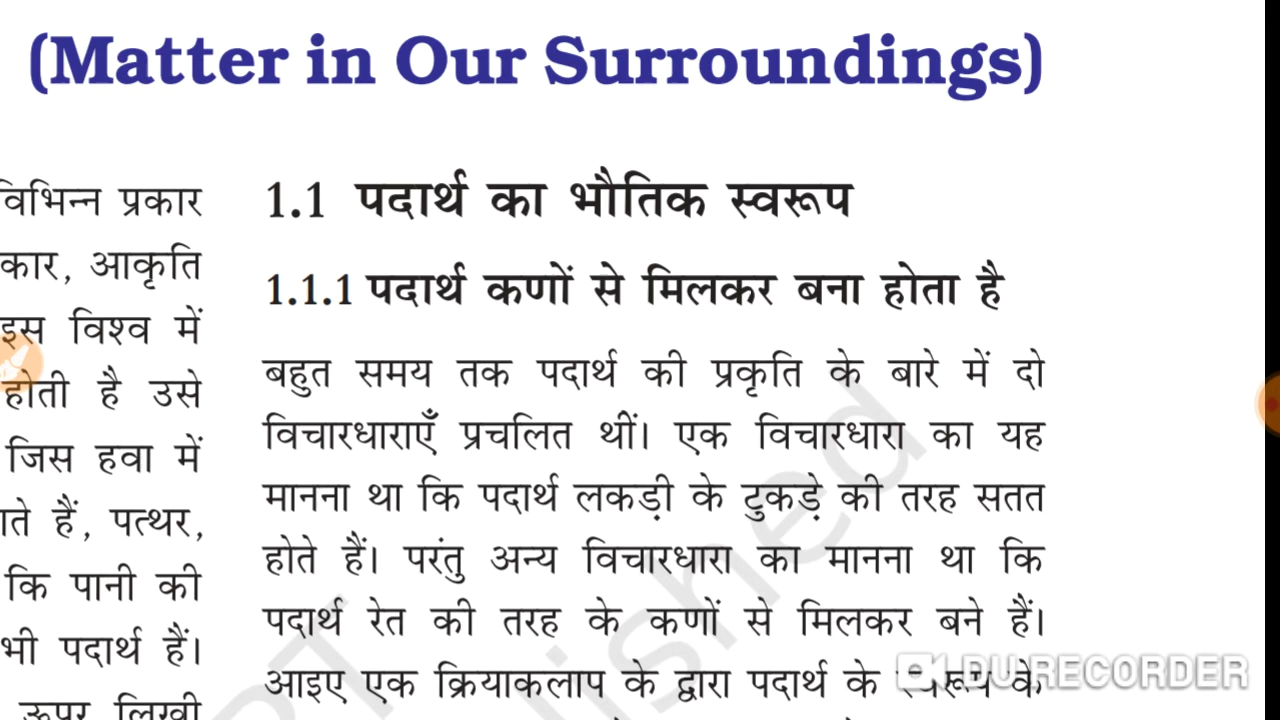 (Matter in Our Surroundings)
विभिन्न प्रकार
कार, आकृति
इस विश्व में
होती है उसे
जिस हवा में
ाते हैं, पत्थर,
कि पानी की
भी पदार्थ हैं।
ऊपर लिखी
1.1 पदार्थ का भौतिक स्वरूप
1.1.1 पदार्थ कणों से मिलकर बना होता है
बहुत समय तक पदार्थ की प्रकृति के बारे में दो
विचारधाराएँ प्रचलित थीं। एक विचारधारा का यह
मानना था कि पदार्थ लकड़ी के टुकड़े की तरह सतत
होते हैं। परंतु अन्य विचारधारा का मानना था कि
पदार्थ रेत की तरह के कणों से मिलकर बने हैं।
आइए एक क्रियाकलाप के द्वारा पदार्थ के स्वरूप के
DU RECORDER